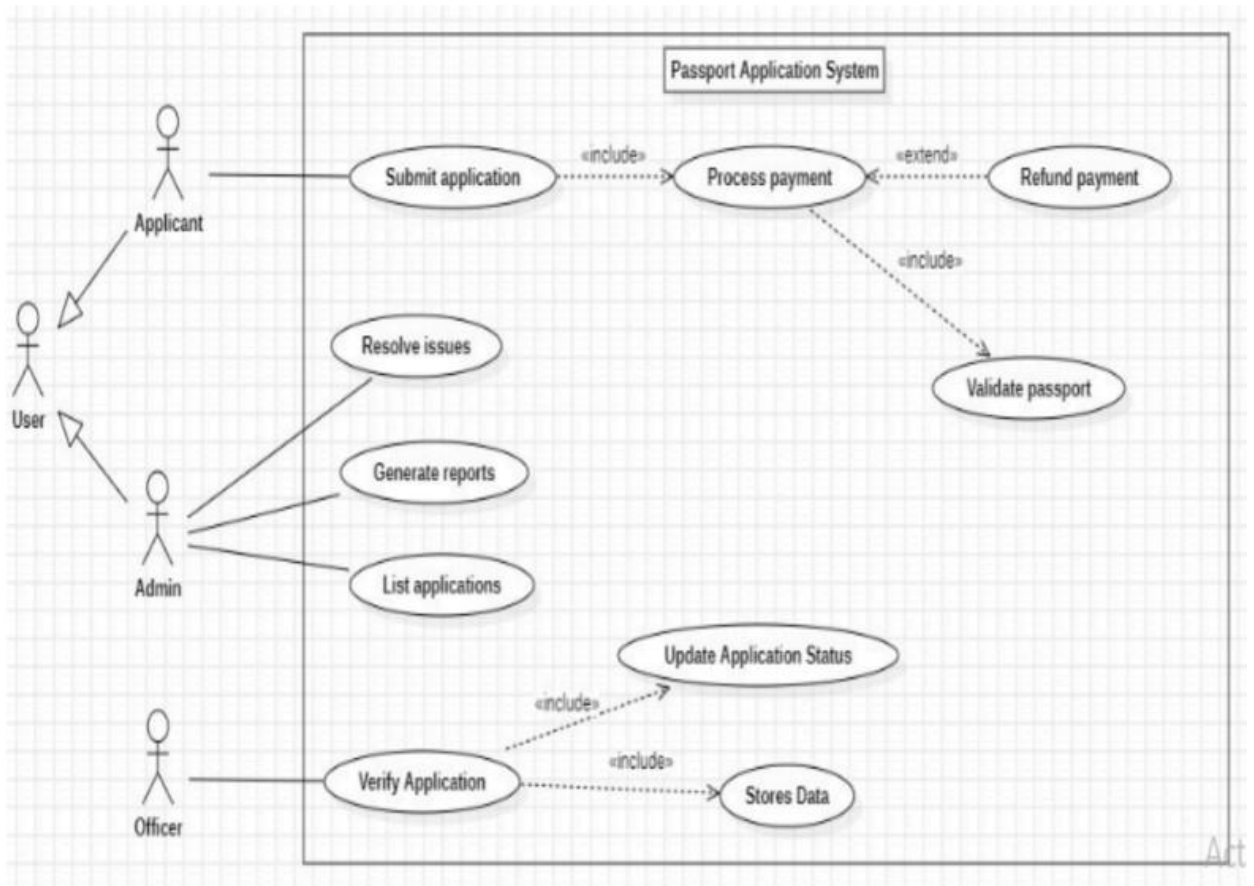 Passport Application System
«include»
«extend»
Submit application
Process payment
Refund payment
Applicant
«include»
Resolve issues
Validate passport
User
Generate reports
List applications
Admin
Update Application Status
«include»
«include»
Verify Application
Stores Data
Officer
Act